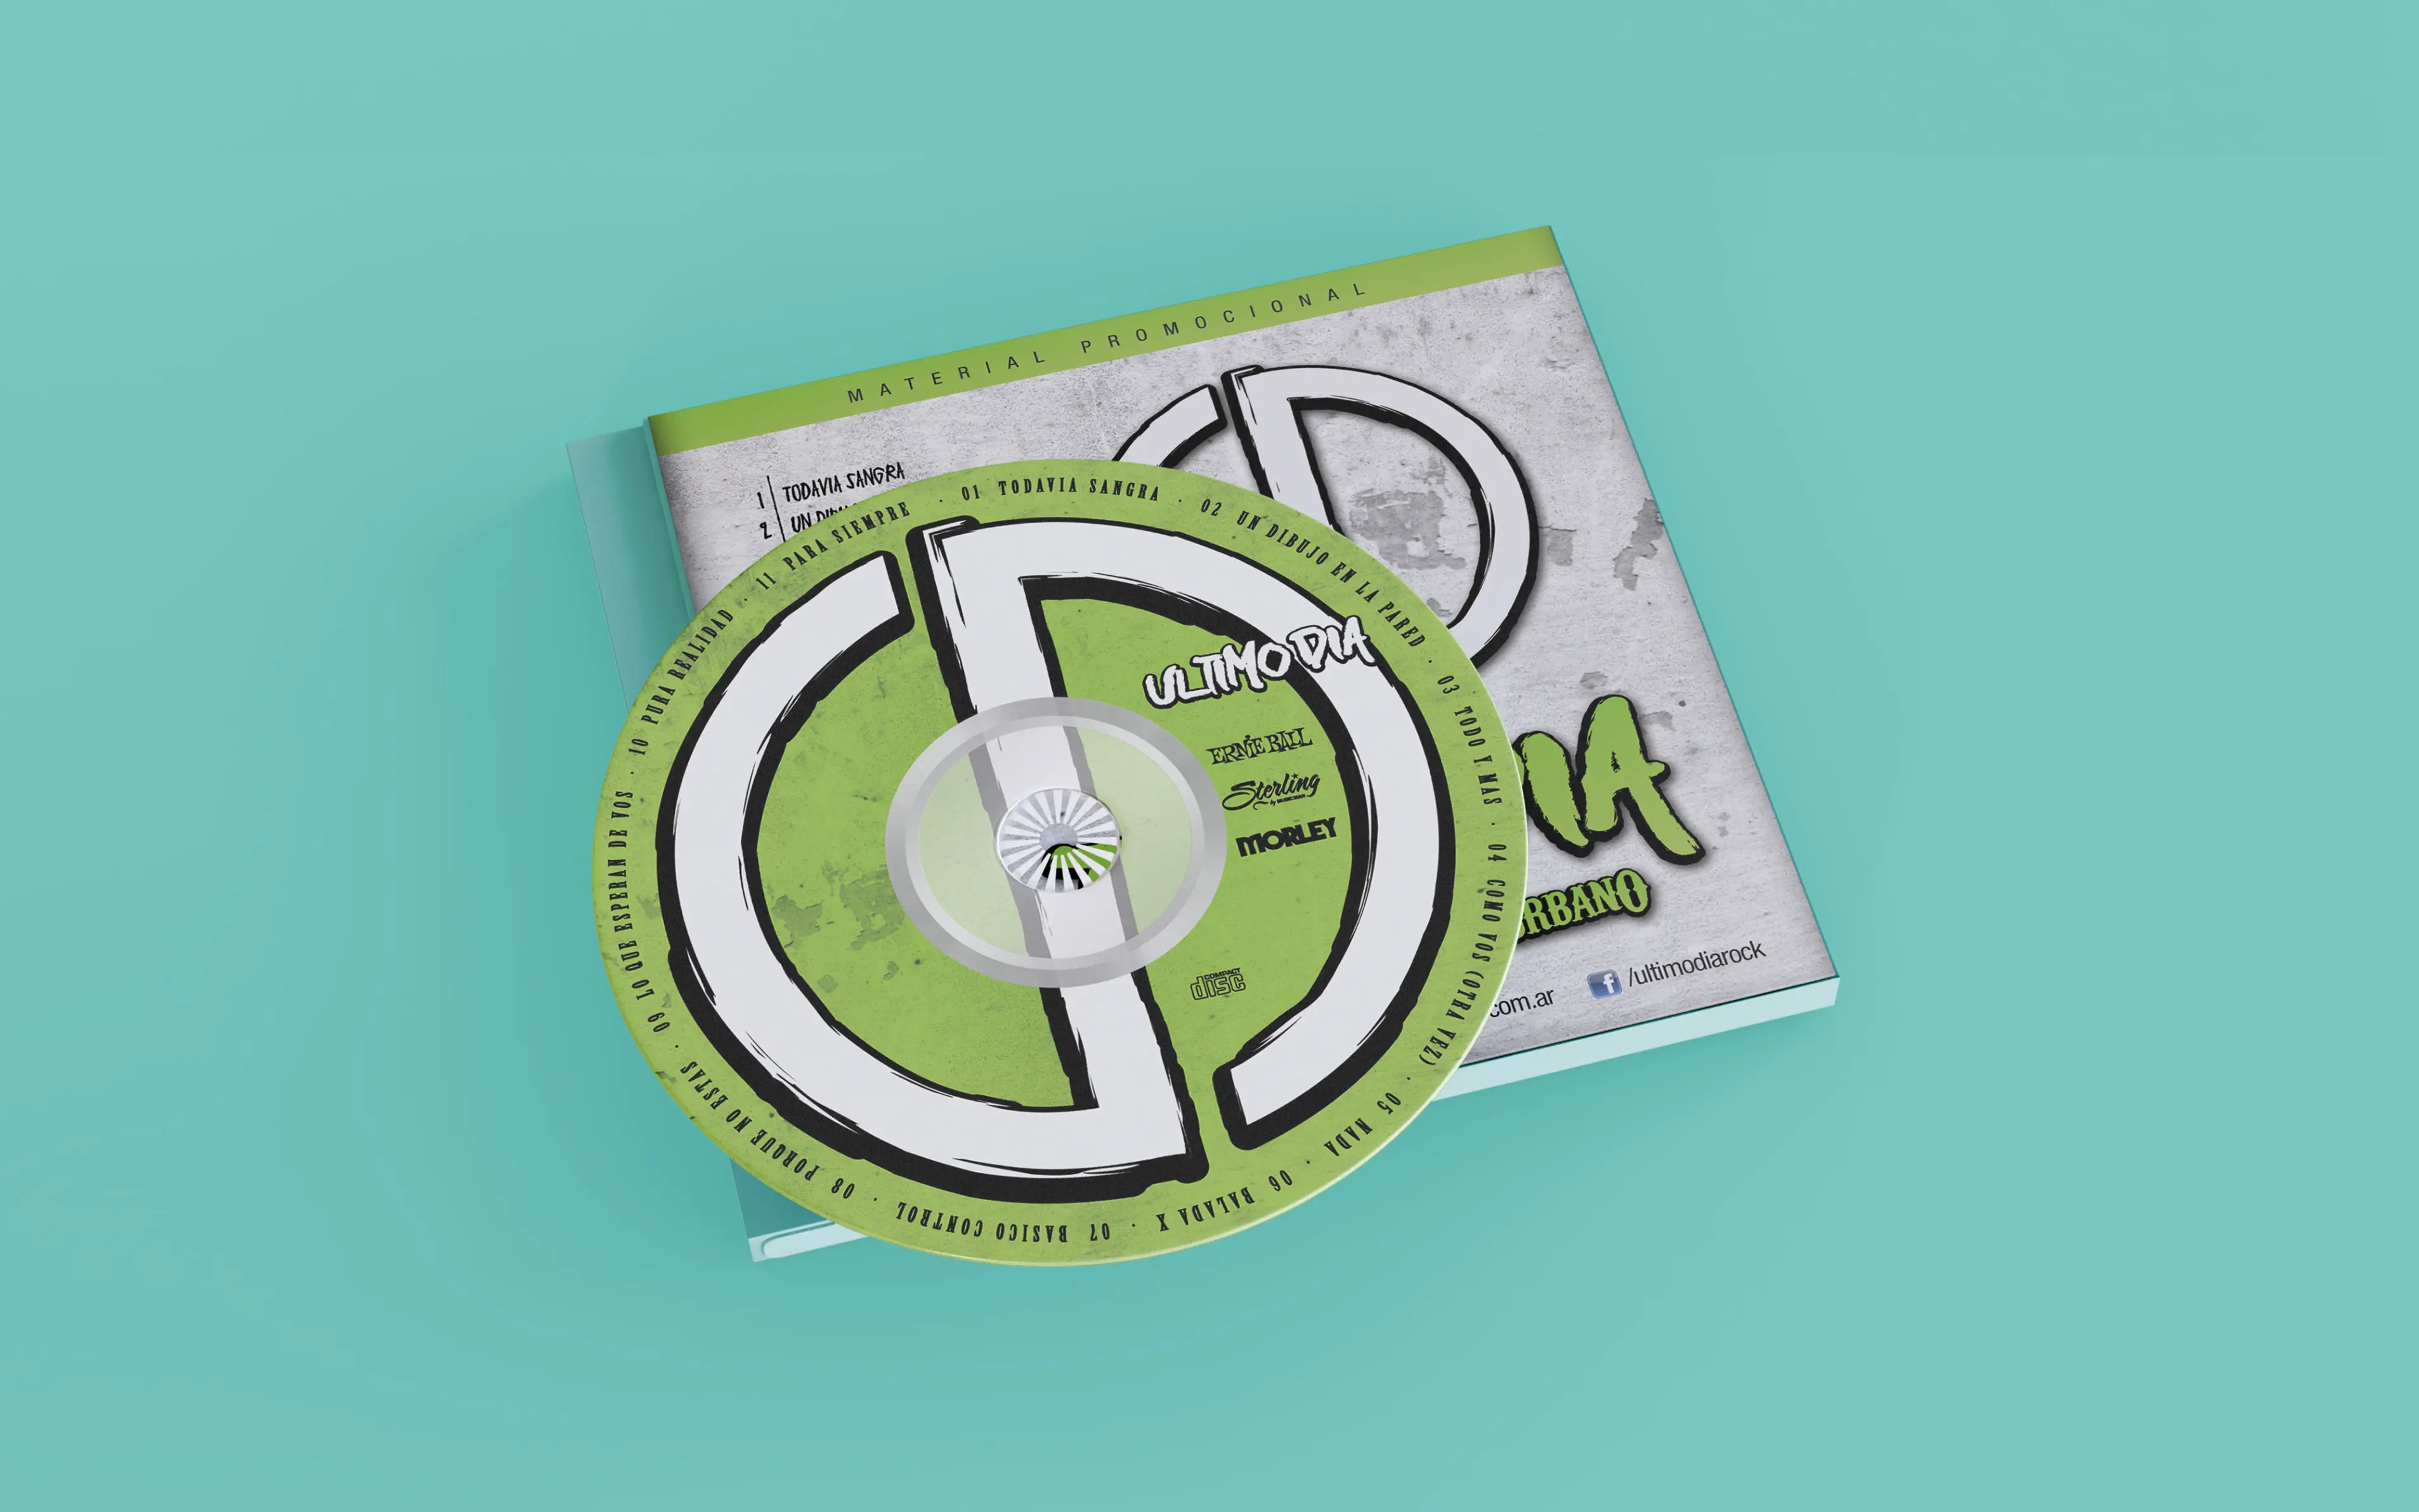 MATERIAL PROMOCIONAL
1 TODAVIA SANGRA
2 UN
· 01 TODAVIA SANGRA · 02 UN DIBUJO EN LA PARED · 03 TODO Y MAS · 04 COMO VOS (OTRA VEZ) · 05 NADA · 06 BALADA X · 07 BASICO CONTROL · 08 PORQUE NO ESTAS · 09 LO QUE ESPERAN DE VOS · 10 PURA REALIDAD · 11 PARA SIEMPRE
ULTIMO DIA
ERNIE BALL
Sterling
MORLEY
COMPACT
disc
IA
RBANO
com.ar
f /ultimodiarock